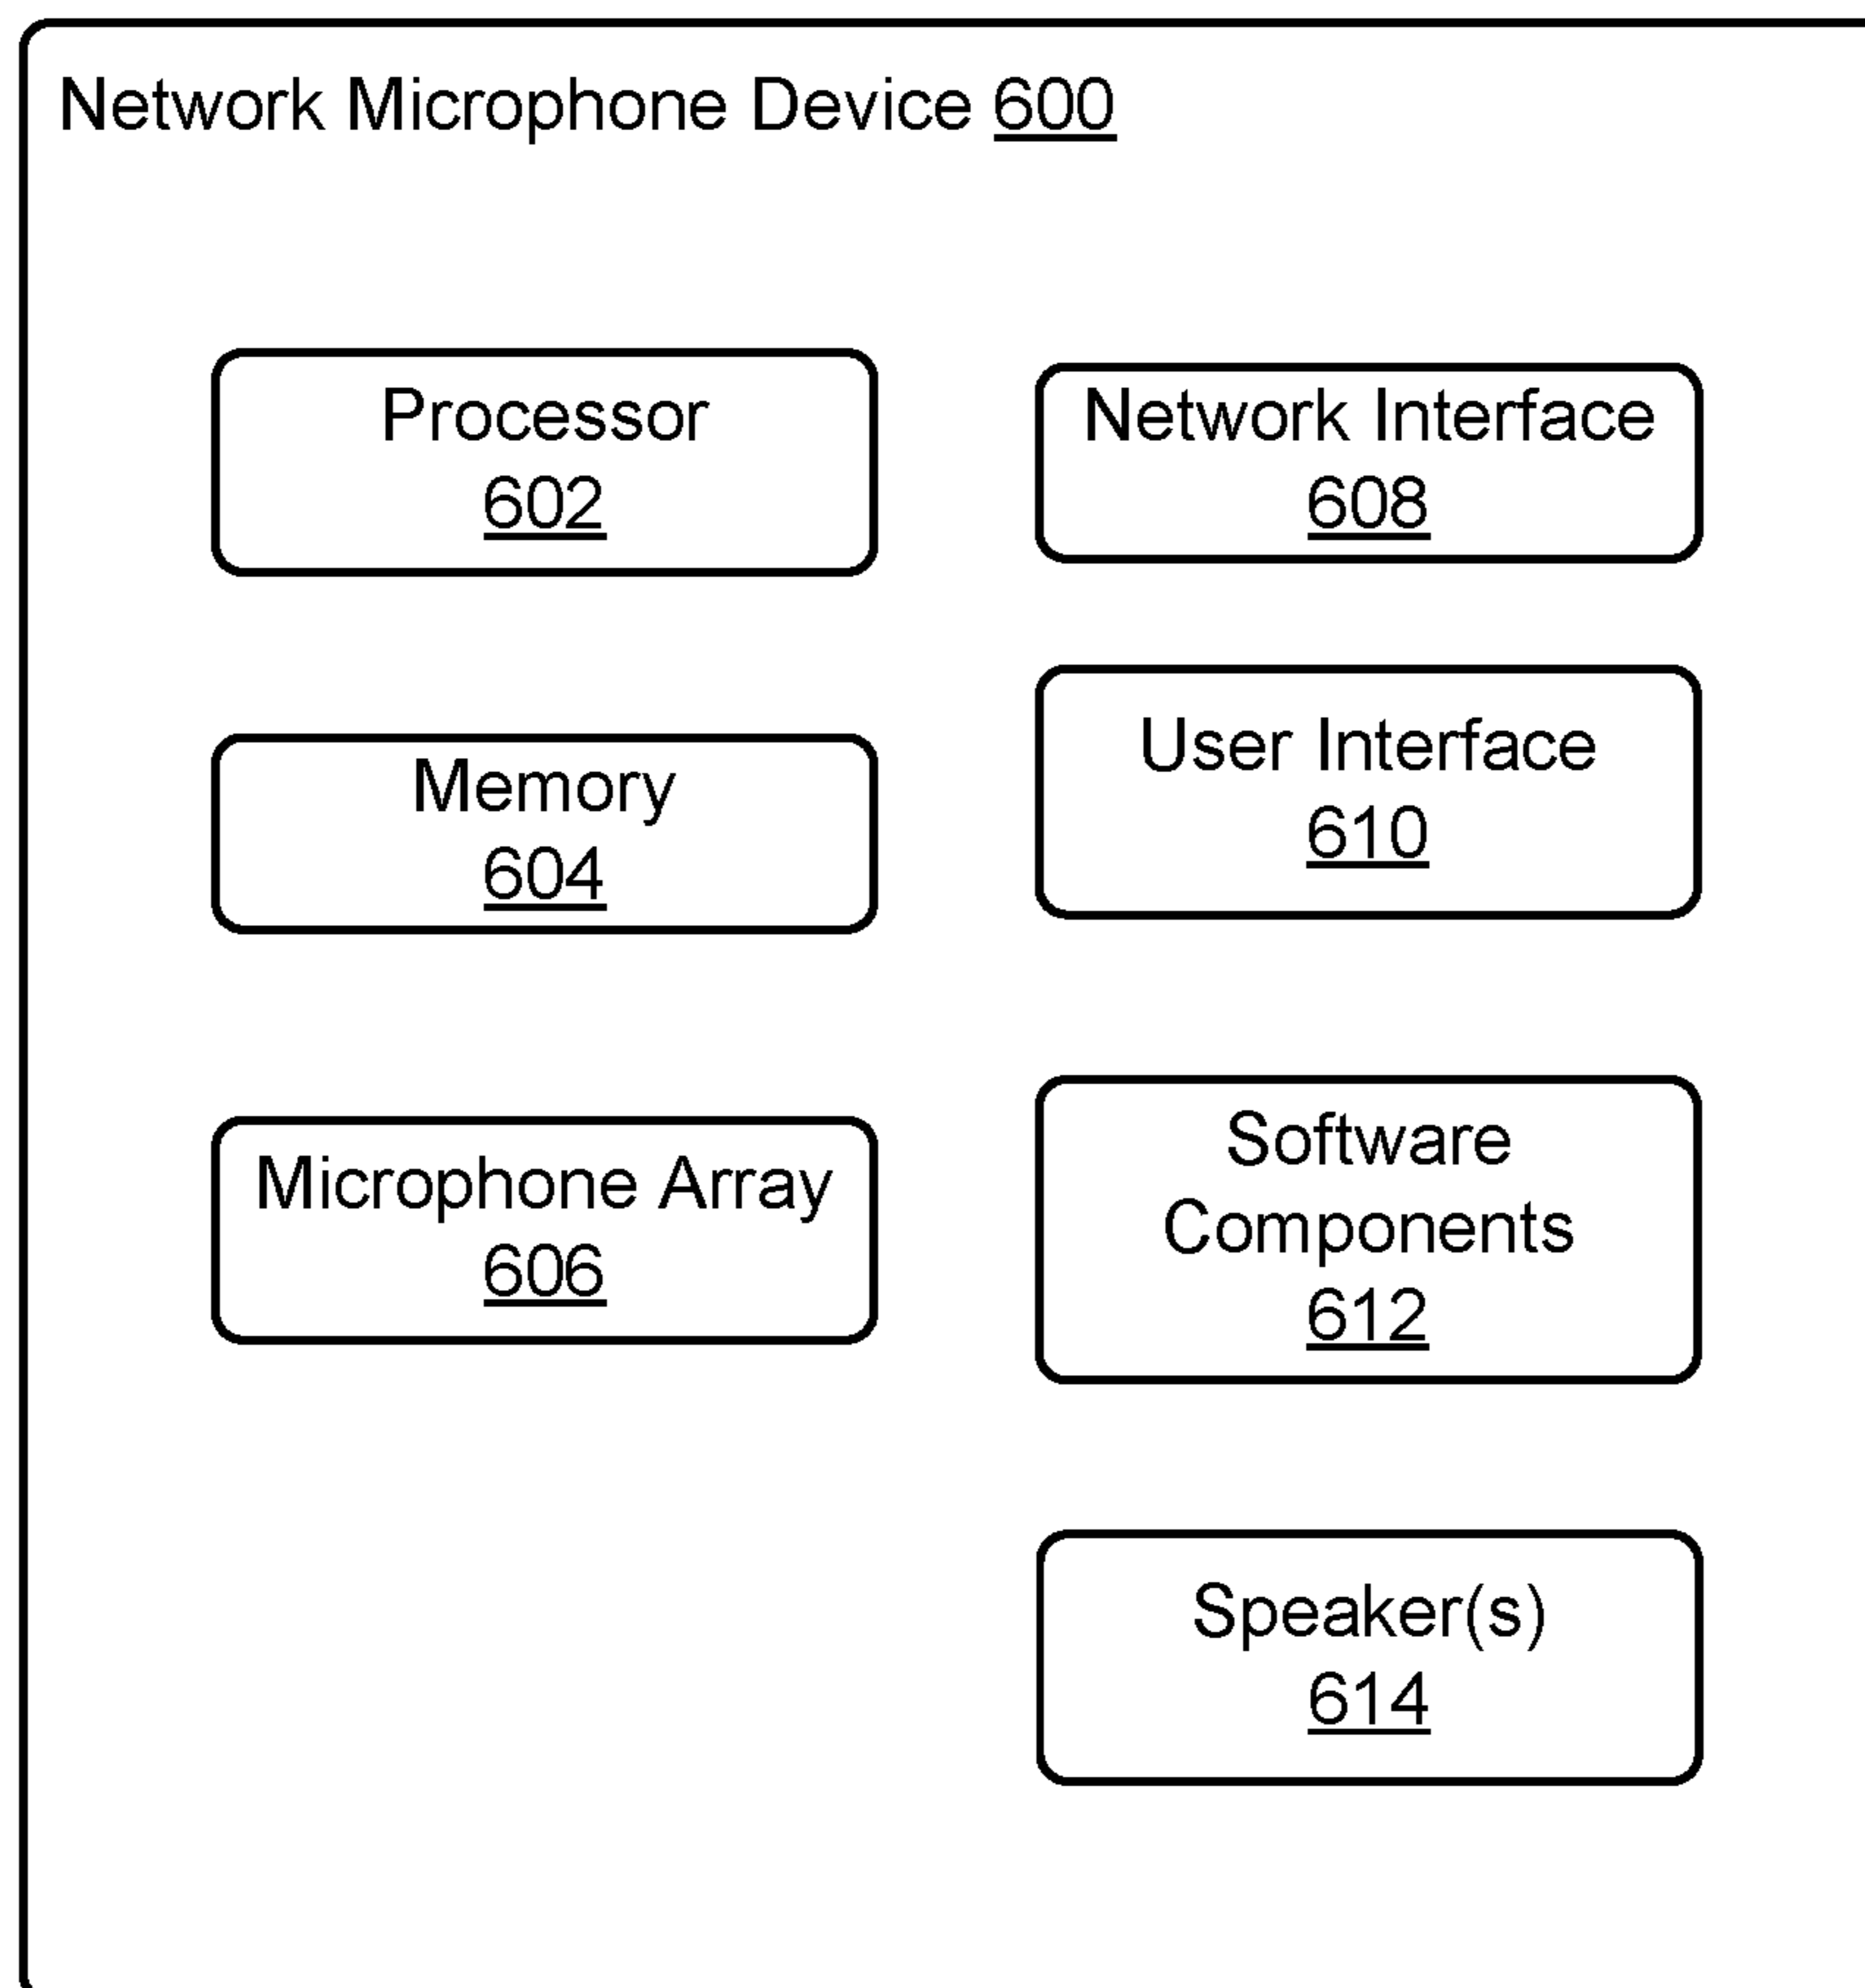 Network Microphone Device 600
Processor
602
Memory
604
Microphone Array
606
Network Interface
608
User Interface
610
Software
Components
612
Speaker(s)
614